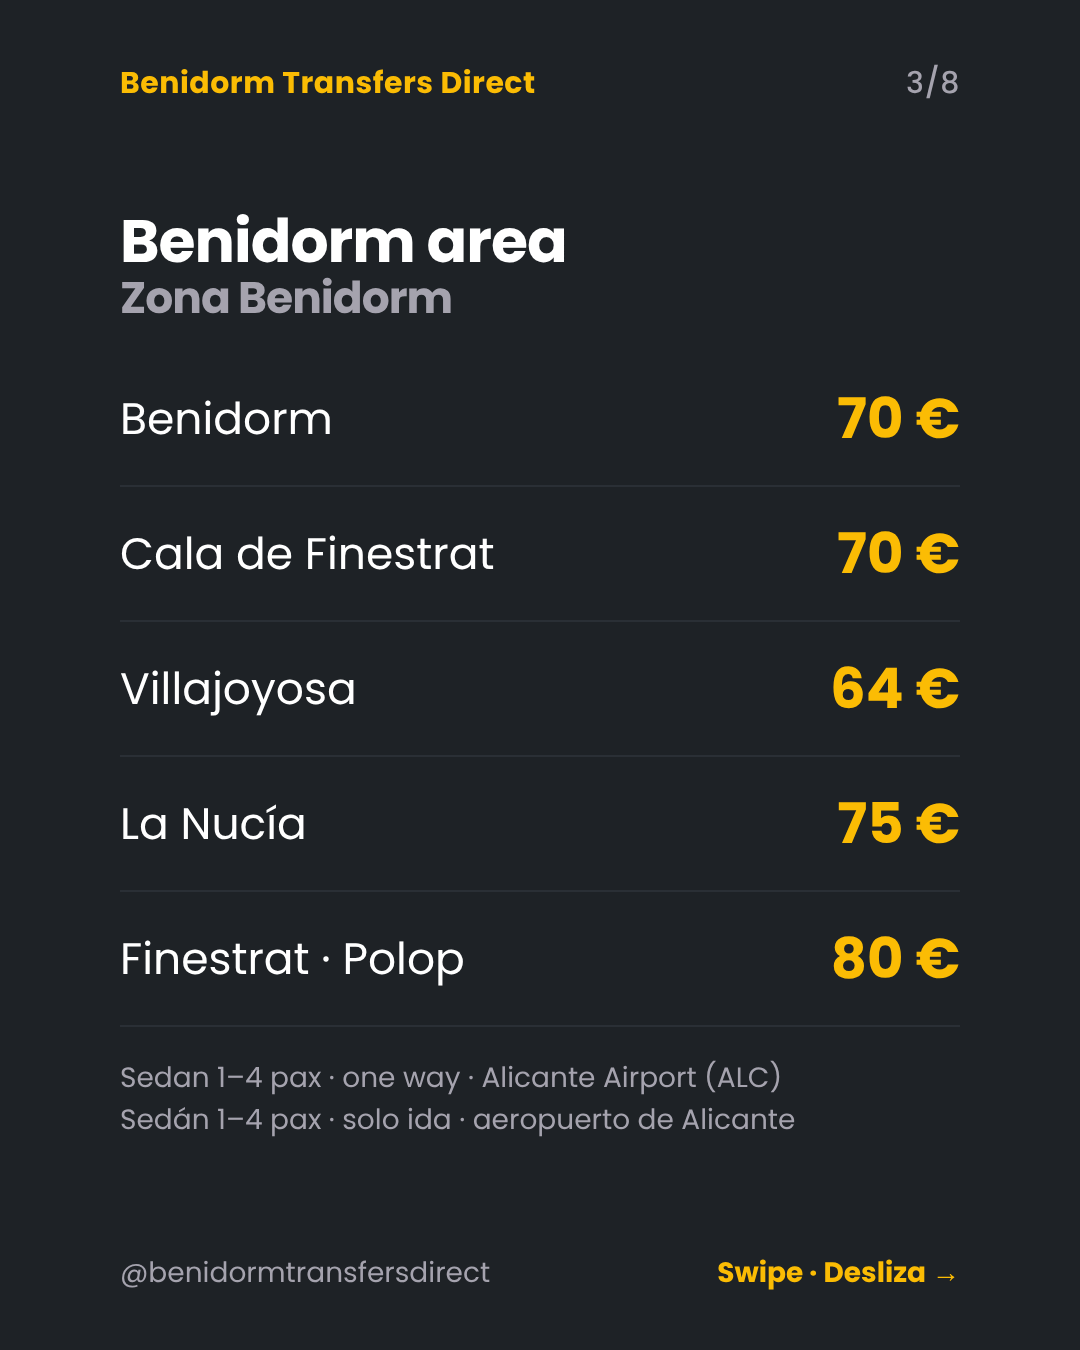 Benidorm Transfers Direct 3/8
Benidorm area
Zona Benidorm
Benidorm 70 €
Cala de Finestrat 70 €
Villajoyosa 64 €
La Nucía 75 €
Finestrat · Polop 80 €
Sedan 1–4 pax · one way · Alicante Airport (ALC)
Sedán 1–4 pax · solo ida · aeropuerto de Alicante
@benidormtransfersdirect Swipe · Desliza →